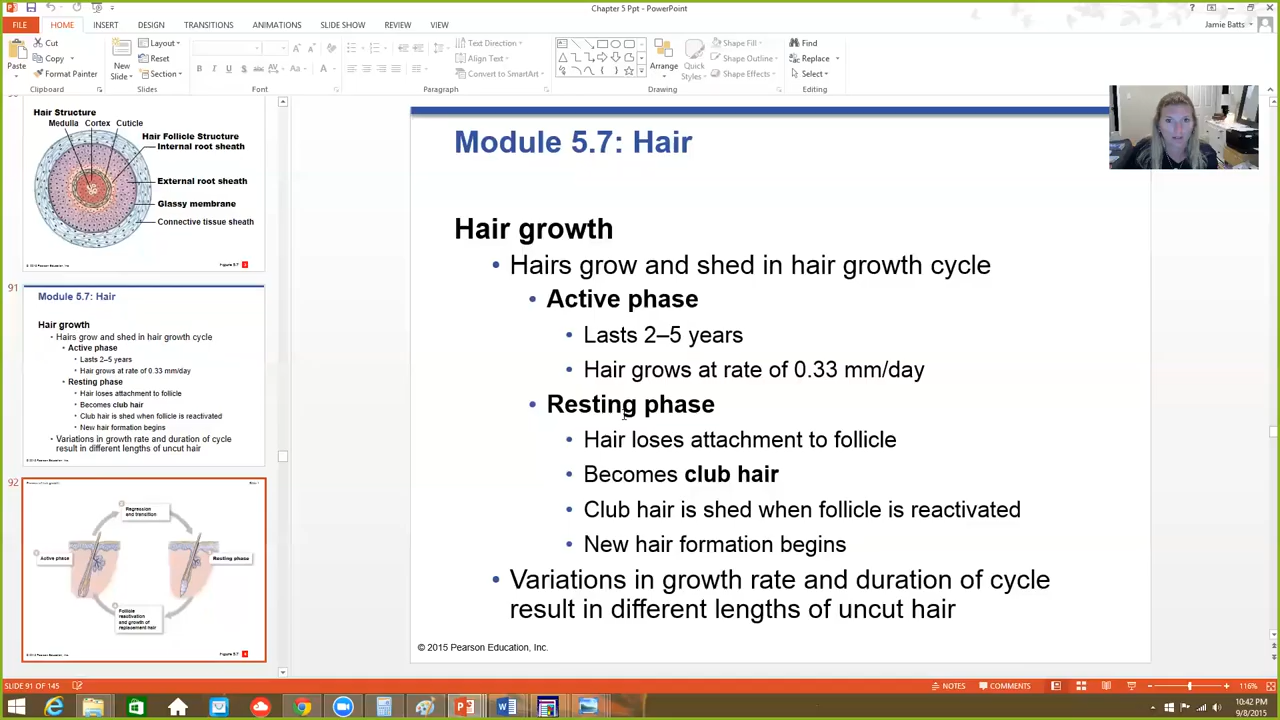 Chapter 5 Ppt - PowerPoint
FILE HOME INSERT DESIGN TRANSITIONS ANIMATIONS SLIDE SHOW REVIEW VIEW
Jamie Batts
Paste
Cut
Copy
Format Painter
Clipboard
New
Slide
Layout
Reset
Section
Slides
B I U S abc AV Aa A
Font
Text Direction
Align Text
Convert to SmartArt
Paragraph
Arrange
Quick
Styles
Shape Fill
Shape Outline
Shape Effects
Drawing
Find
Replace
Select
Editing
Hair Structure
Medulla Cortex Cuticle
Hair Follicle Structure
Internal root sheath
External root sheath
Glassy membrane
Connective tissue sheath
91
Module 5.7: Hair
Hair growth
• Hairs grow and shed in hair growth cycle
• Active phase
• Lasts 2–5 years
• Hair grows at rate of 0.33 mm/day
• Resting phase
• Hair loses attachment to follicle
• Becomes club hair
• Club hair is shed when follicle is reactivated
• New hair formation begins
• Variations in growth rate and duration of cycle
result in different lengths of uncut hair
92
Regression
and transition
Active phase
Resting phase
Follicle
reactivation
and growth of
replacement hair
Module 5.7: Hair
Hair growth
• Hairs grow and shed in hair growth cycle
• Active phase
• Lasts 2–5 years
• Hair grows at rate of 0.33 mm/day
• Resting phase
• Hair loses attachment to follicle
• Becomes club hair
• Club hair is shed when follicle is reactivated
• New hair formation begins
• Variations in growth rate and duration of cycle
result in different lengths of uncut hair
© 2015 Pearson Education, Inc.
SLIDE 91 OF 145
NOTES COMMENTS
116%
10:42 PM
9/8/2015